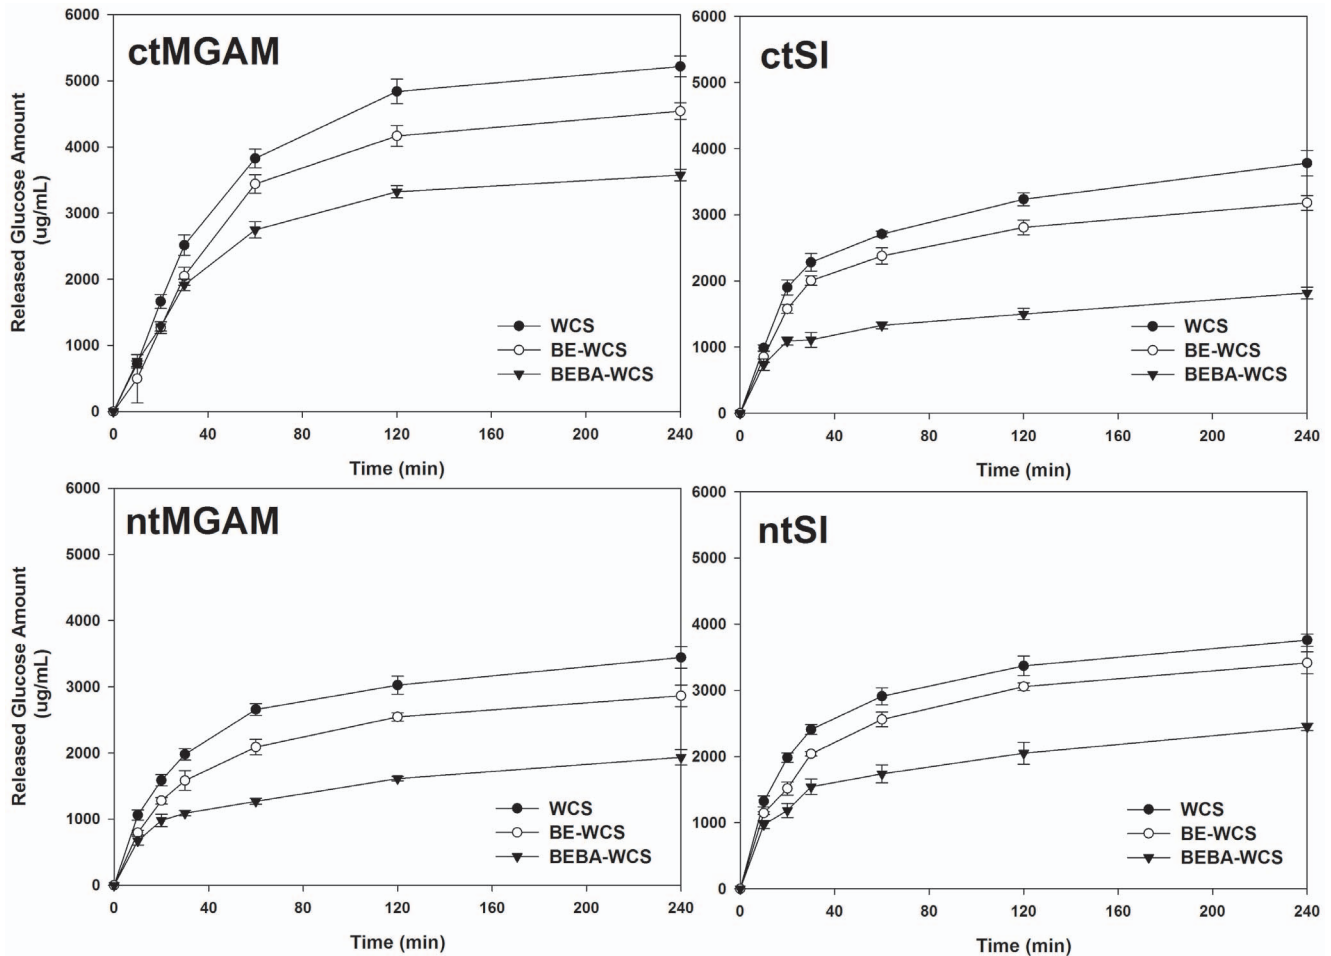 ctMGAM
6000
5000
4000
3000
2000
1000
0
Released Glucose Amount
(ug/mL)
WCS
BE-WCS
BEBA-WCS
0 40 80 120 160 200 240
Time (min)
ctSI
6000
5000
4000
3000
2000
1000
0
WCS
BE-WCS
BEBA-WCS
0 40 80 120 160 200 240
Time (min)
ntMGAM
6000
5000
4000
3000
2000
1000
0
Released Glucose Amount
(ug/mL)
WCS
BE-WCS
BEBA-WCS
0 40 80 120 160 200 240
Time (min)
ntSI
6000
5000
4000
3000
2000
1000
0
WCS
BE-WCS
BEBA-WCS
0 40 80 120 160 200 240
Time (min)